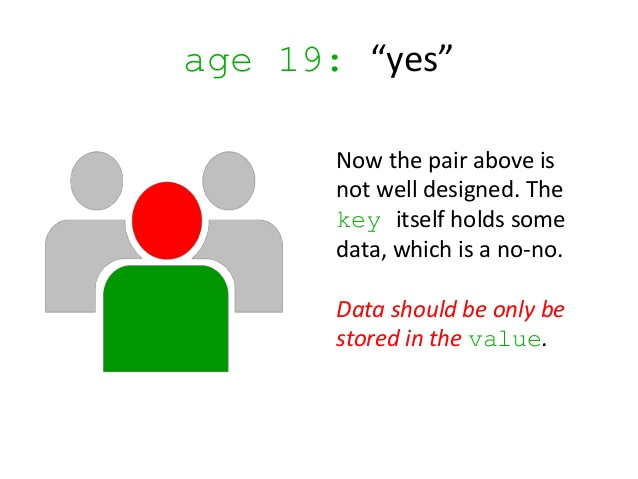 age 19: “yes”
Now the pair above is
not well designed. The
key itself holds some
data, which is a no-no.
Data should be only be
stored in the value.